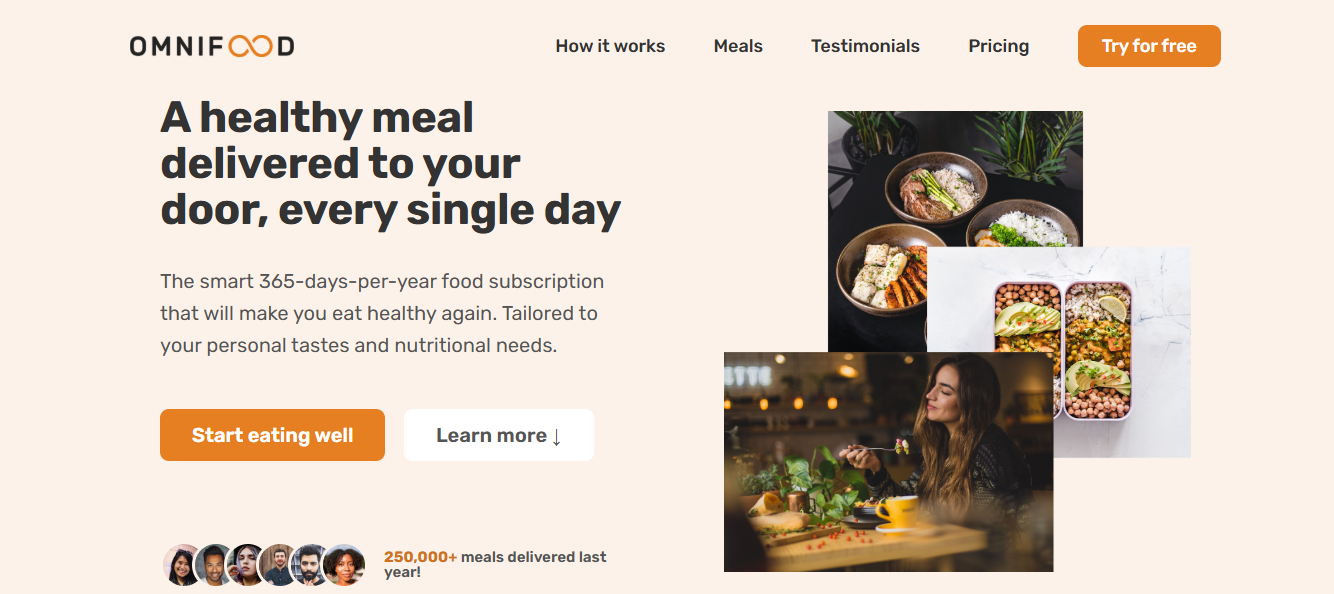 OMNIFOOD
How it works
Meals
Testimonials
Pricing
Try for free
A healthy meal
delivered to your
door, every single day
The smart 365-days-per-year food subscription
that will make you eat healthy again. Tailored to
your personal tastes and nutritional needs.
Start eating well
Learn more ↓
250,000+ meals delivered last
year!